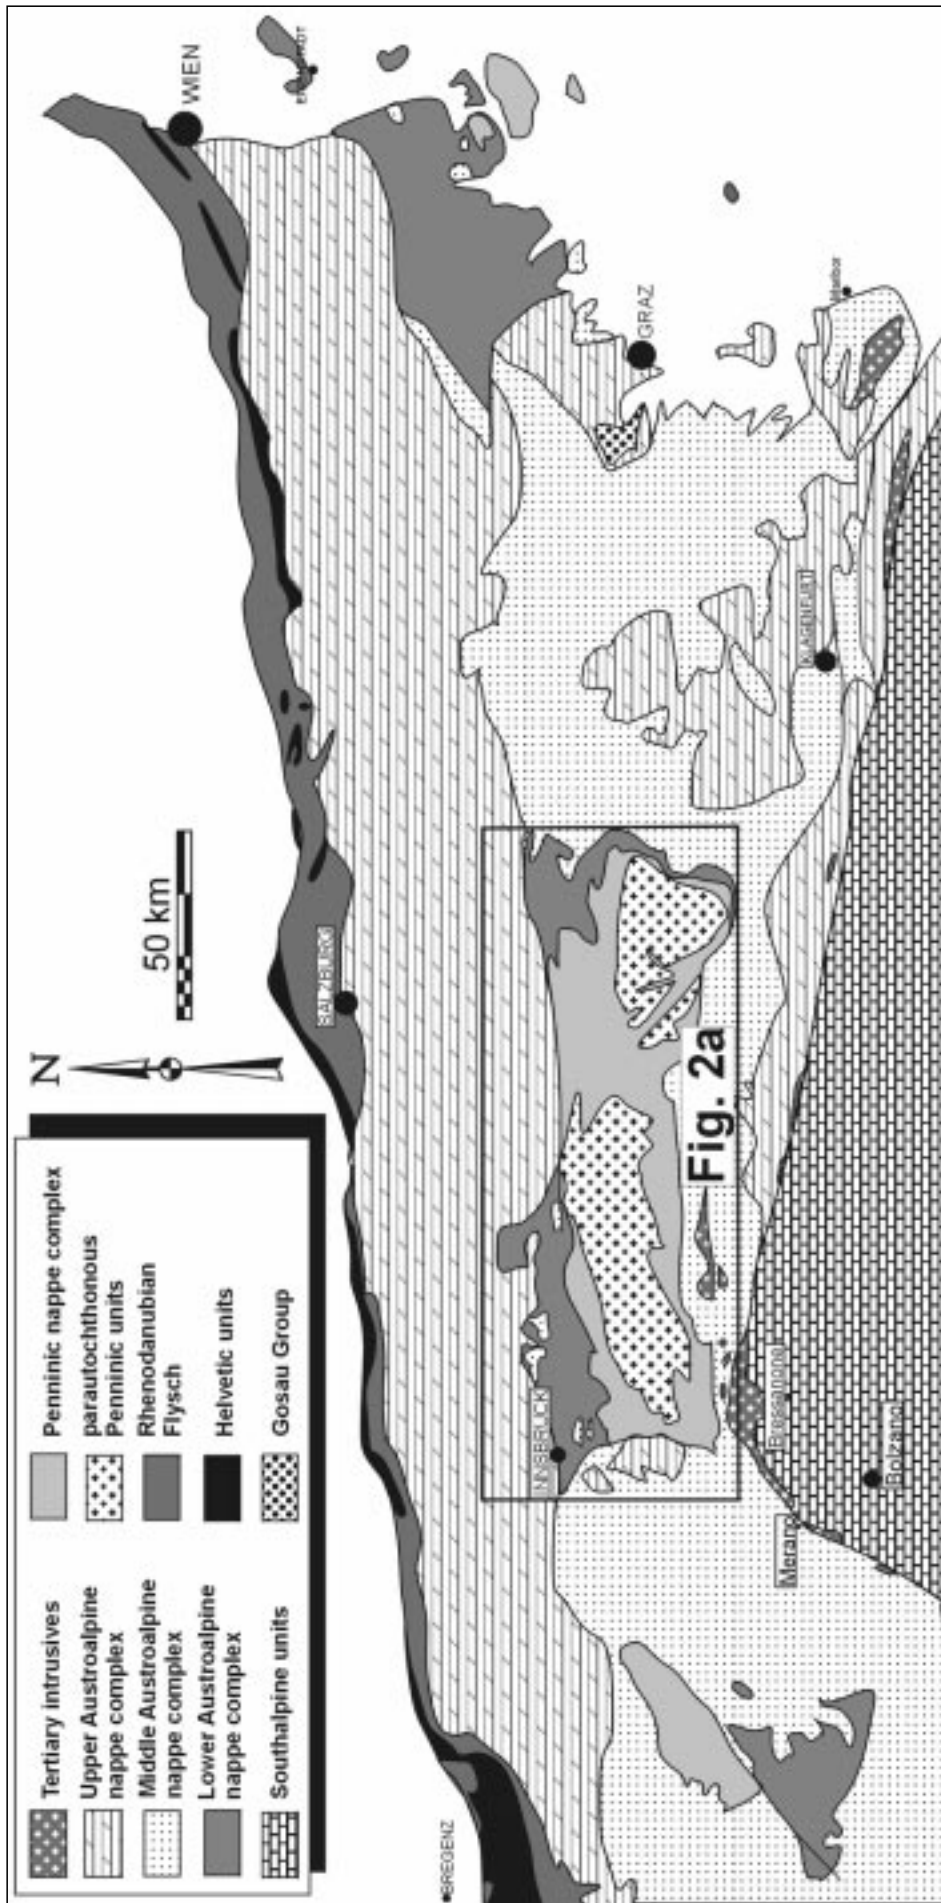 Tertiary intrusives
Upper Austroalpine
nappe complex
Middle Austroalpine
nappe complex
Lower Austroalpine
nappe complex
Southalpine units
Penninic nappe complex
parautochthonous
Penninic units
Rhenodanubian
Flysch
Helvetic units
Gosau Group
N
50 km
WIEN
SALZBURG
GRAZ
Maribor
KLAGENFURT
INNSBRUCK
Fig. 2a
Bressanone
Meran
Bolzano
BREGENZ